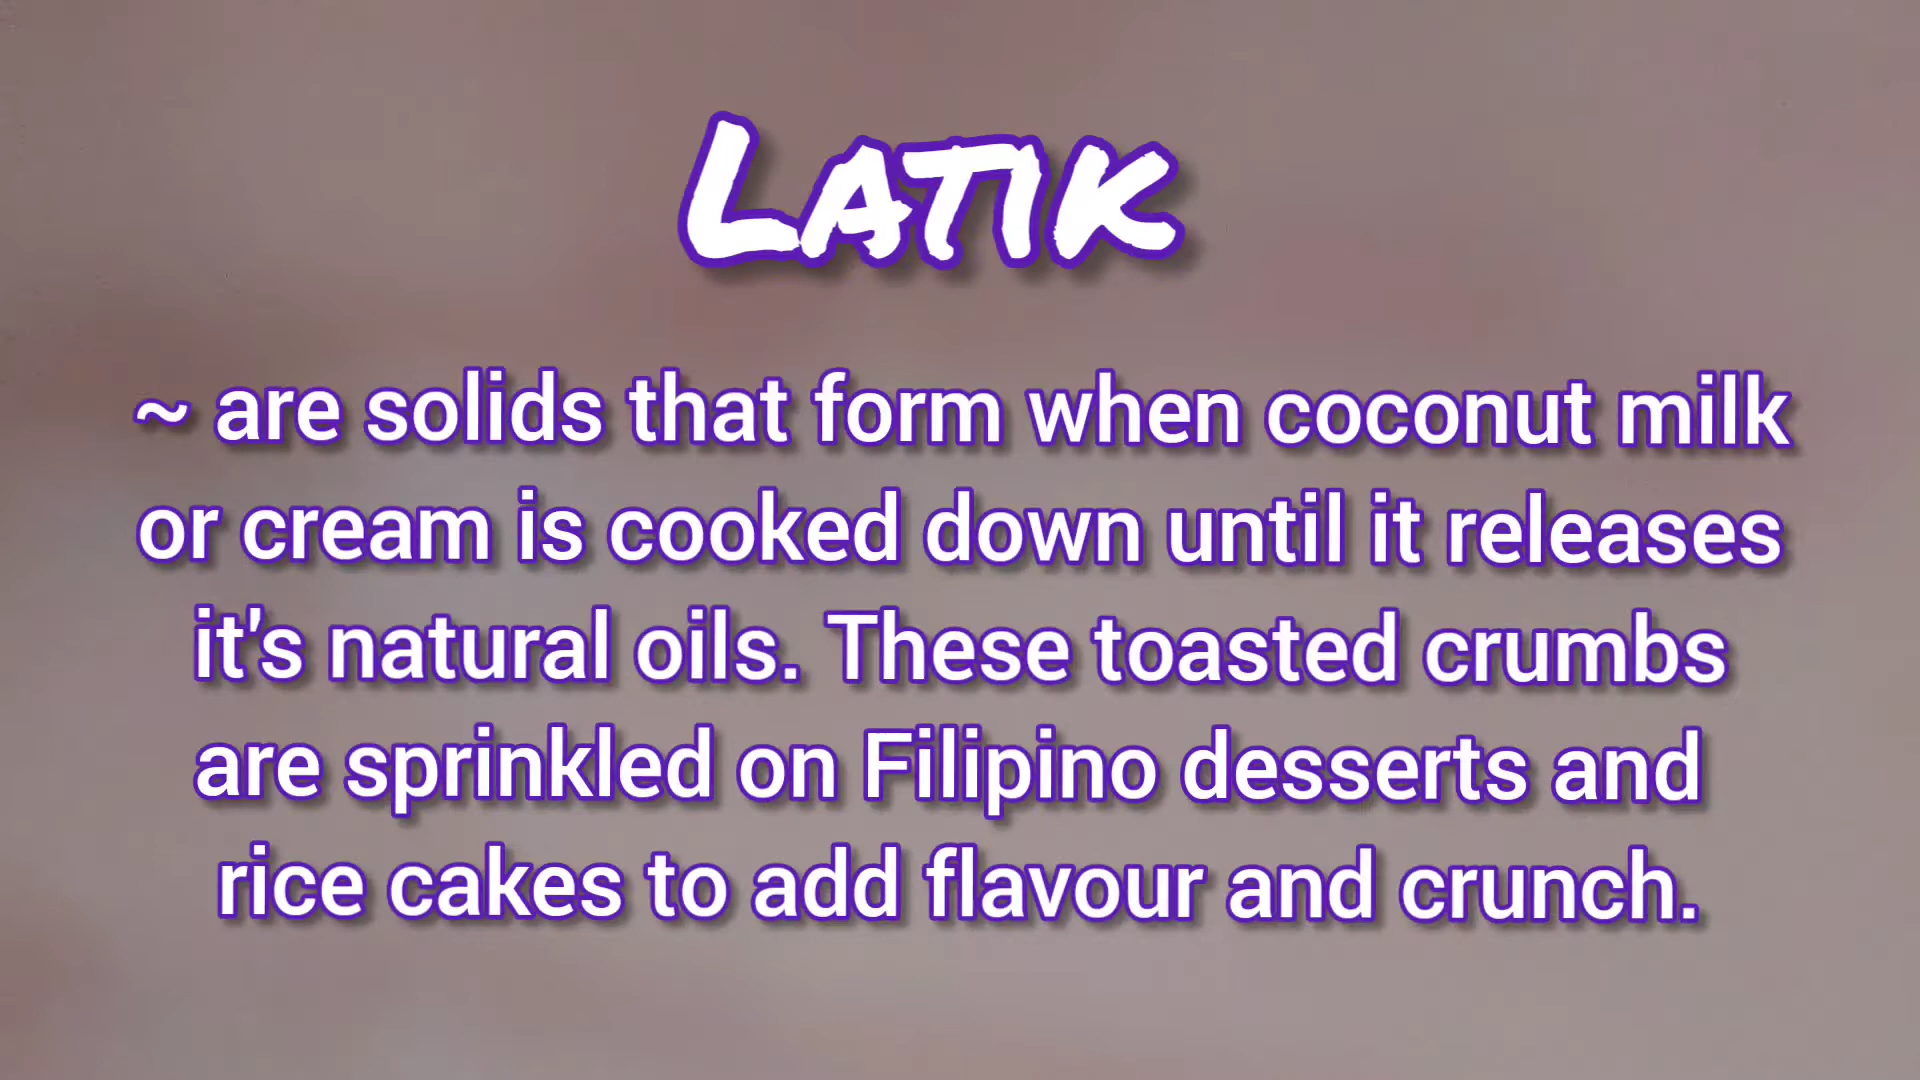 Latik
~ are solids that form when coconut milk
or cream is cooked down until it releases
it's natural oils. These toasted crumbs
are sprinkled on Filipino desserts and
rice cakes to add flavour and crunch.